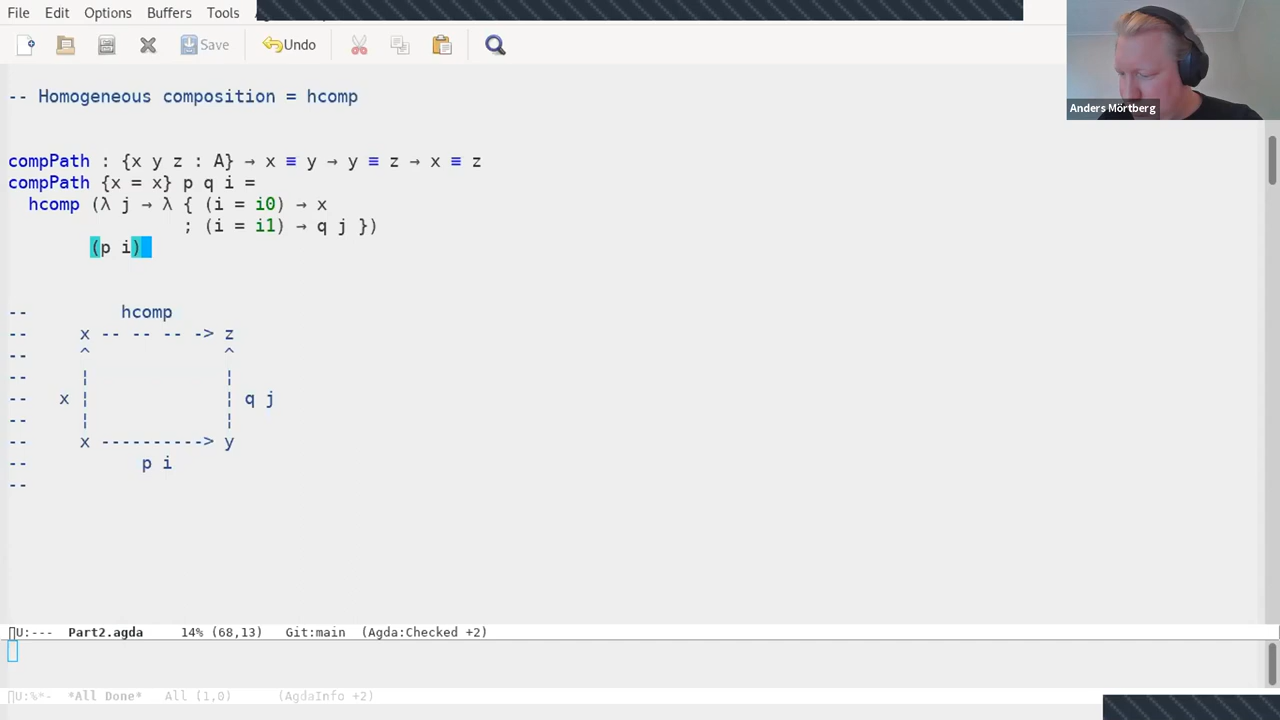 File Edit Options Buffers Tools
Save Undo
-- Homogeneous composition = hcomp
Anders Mörtberg
compPath : {x y z : A} → x ≡ y → y ≡ z → x ≡ z
compPath {x = x} p q i =
hcomp (λ j → λ { (i = i0) → x
; (i = i1) → q j })
(p i)
-- hcomp
-- x -- -- -- -> z
-- ^ ^
-- ¦ ¦
-- x ¦ ¦ q j
-- ¦ ¦
-- x ----------> y
-- p i
--
U:--- Part2.agda 14% (68,13) Git:main (Agda:Checked +2)
U:%*- *All Done* All (1,0) (AgdaInfo +2)